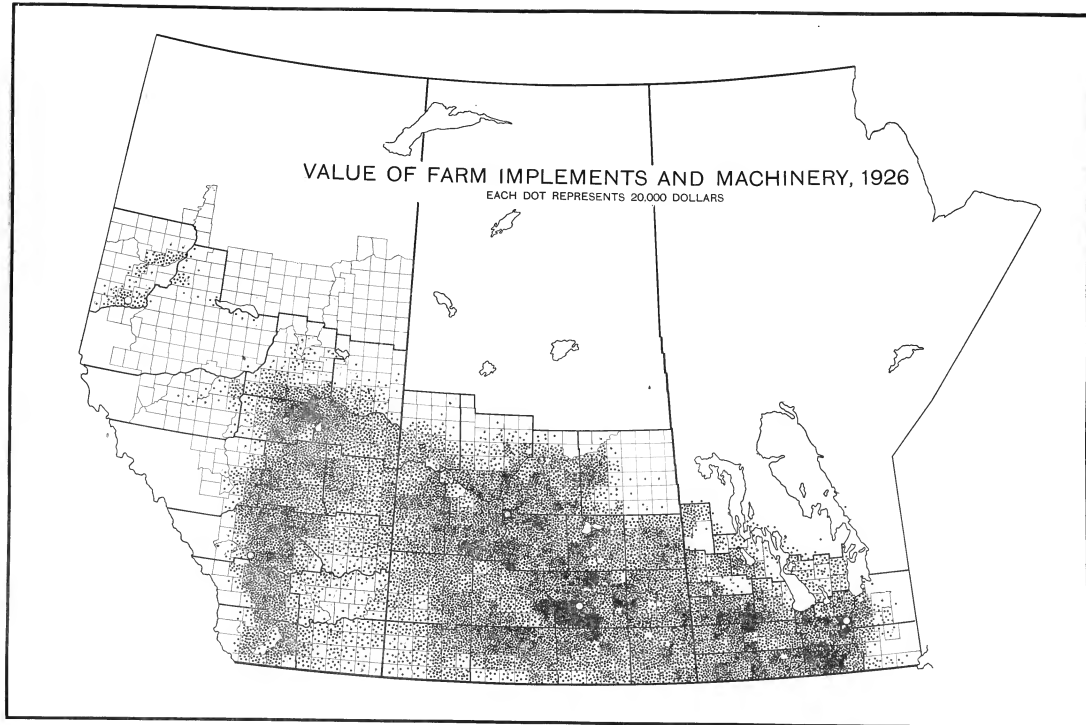 VALUE OF FARM IMPLEMENTS AND MACHINERY, 1926
EACH DOT REPRESENTS 20,000 DOLLARS